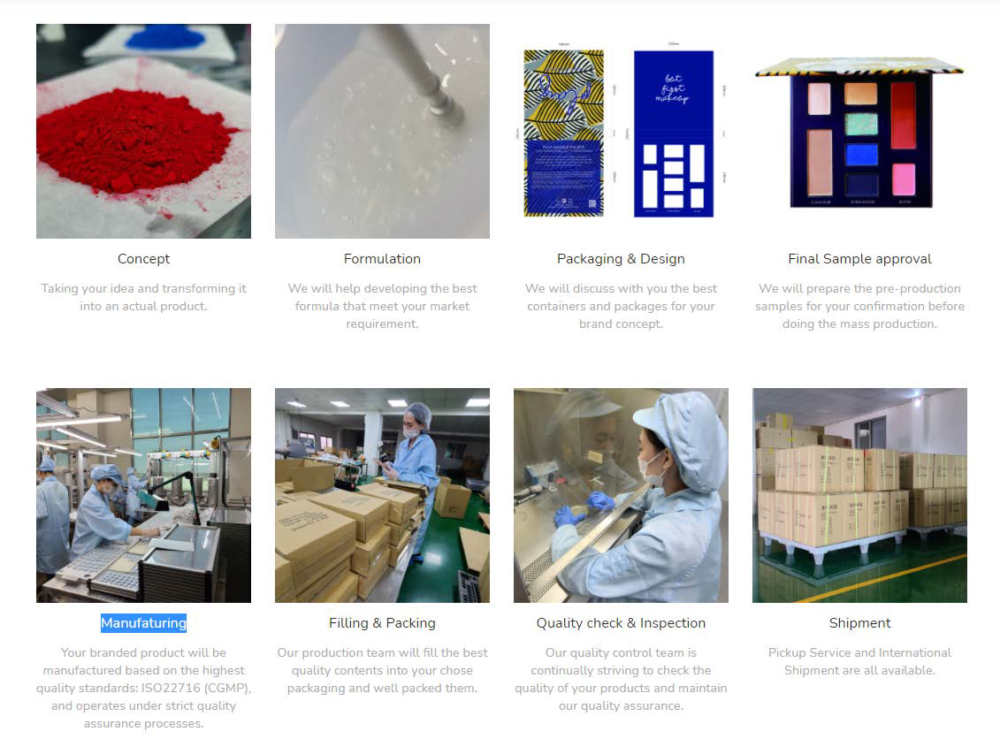 best
first
makeup
CONTOUR
EYESHADOW
BLUSH
Concept
Formulation
Packaging & Design
Final Sample approval
Taking your idea and transforming it
into an actual product.
We will help developing the best
formula that meet your market
requirement.
We will discuss with you the best
containers and packages for your
brand concept.
We will prepare the pre-production
samples for your confirmation before
doing the mass production.
Manufaturing
Filling & Packing
Quality check & Inspection
Shipment
Your branded product will be
manufactured based on the highest
quality standards: ISO22716 (CGMP),
and operates under strict quality
assurance processes.
Our production team will fill the best
quality contents into your chose
packaging and well packed them.
Our quality control team is
continually striving to check the
quality of your products and maintain
our quality assurance.
Pickup Service and International
Shipment are all available.